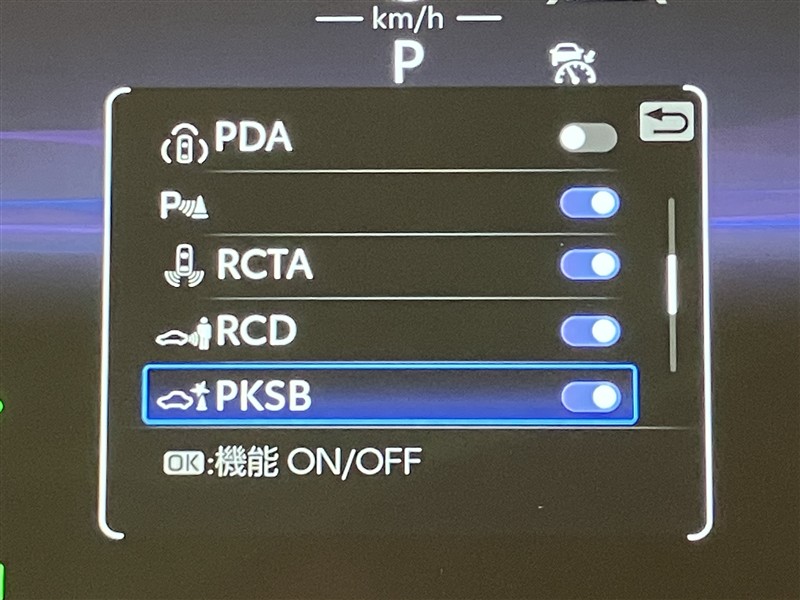 km/h
P
PDA
P
RCTA
RCD
PKSB
OK:機能 ON/OFF